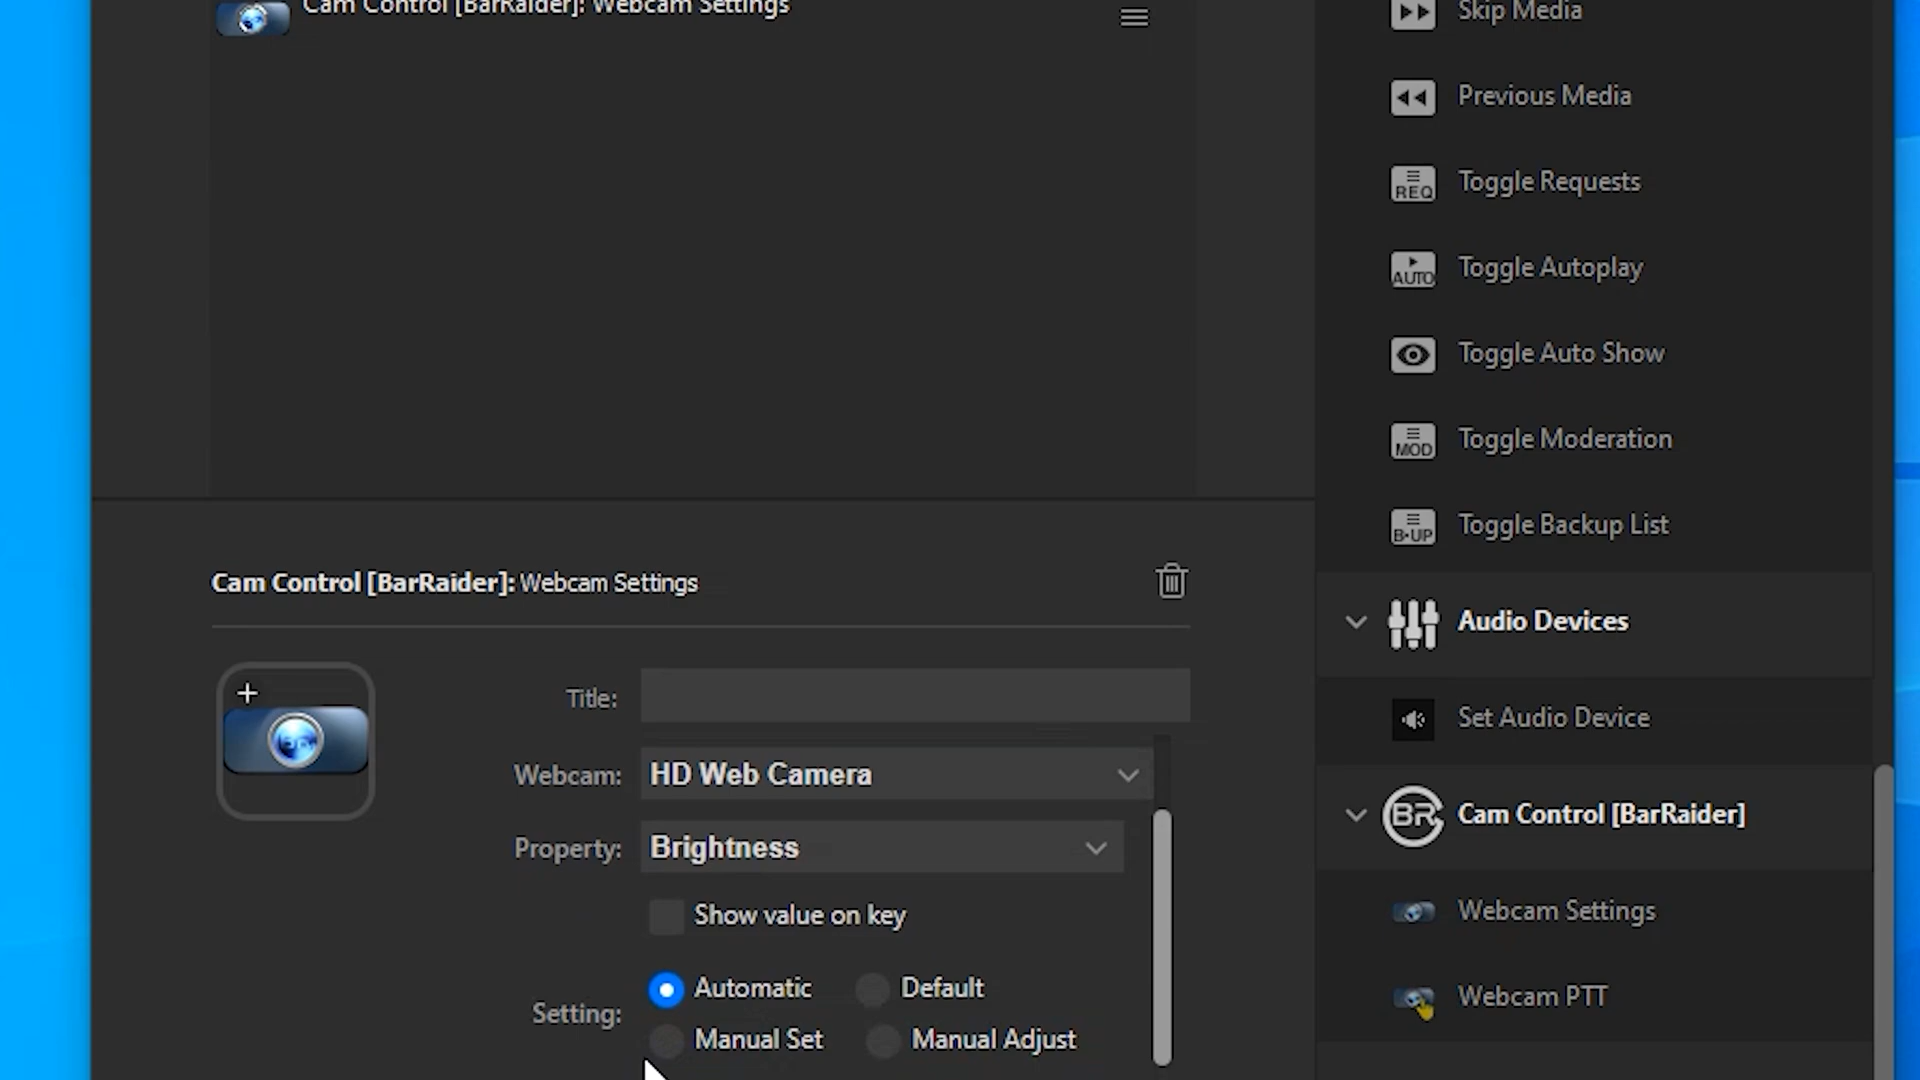 Cam Control [BarRaider]: Webcam Settings
Cam Control [BarRaider]: Webcam Settings
Title:
Webcam: HD Web Camera
Property: Brightness
Show value on key
Setting:
Automatic Default
Manual Set Manual Adjust
Skip Media
Previous Media
REQ Toggle Requests
AUTO Toggle Autoplay
Toggle Auto Show
MOD Toggle Moderation
B-UP Toggle Backup List
Audio Devices
Set Audio Device
BR Cam Control [BarRaider]
Webcam Settings
Webcam PTT